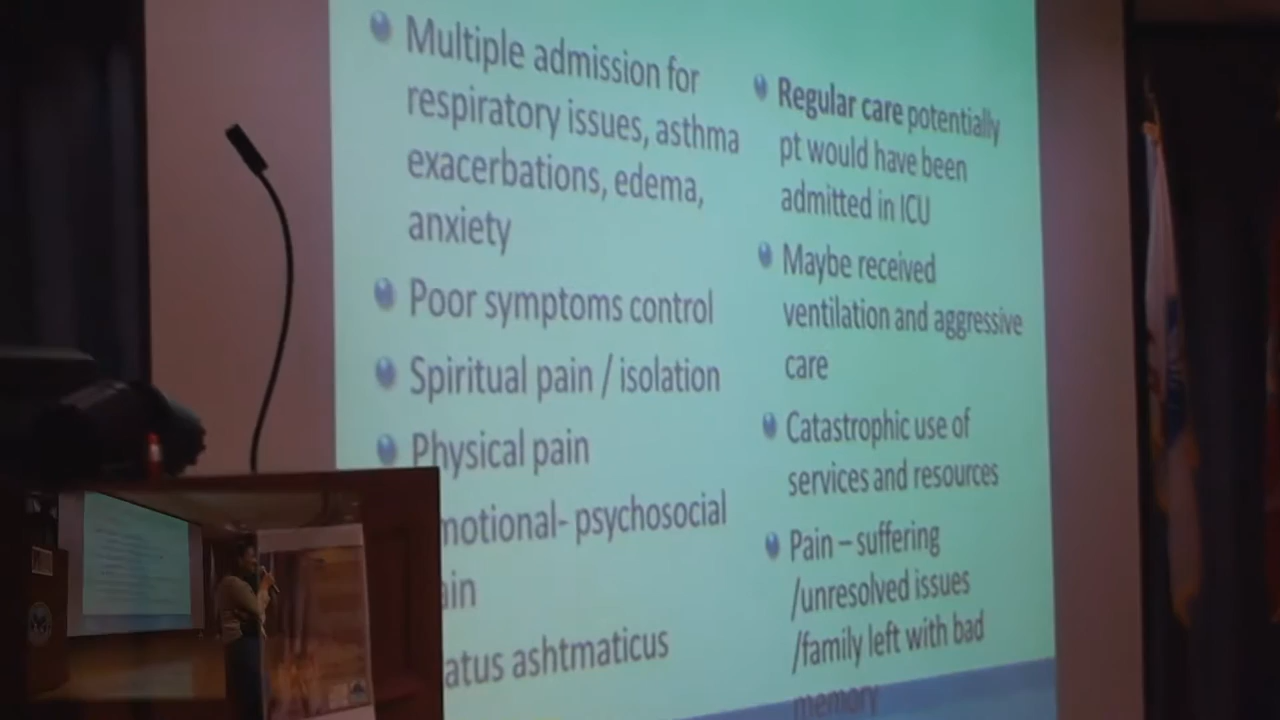 Multiple admission for
respiratory issues, asthma
exacerbations, edema,
anxiety
Poor symptoms control
Spiritual pain / isolation
Physical pain
motional- psychosocial
ain
atus ashtmaticus
Regular care potentially
pt would have been
admitted in ICU
Maybe received
ventilation and aggressive
care
Catastrophic use of
services and resources
Pain – suffering
/unresolved issues
/family left with bad
memory